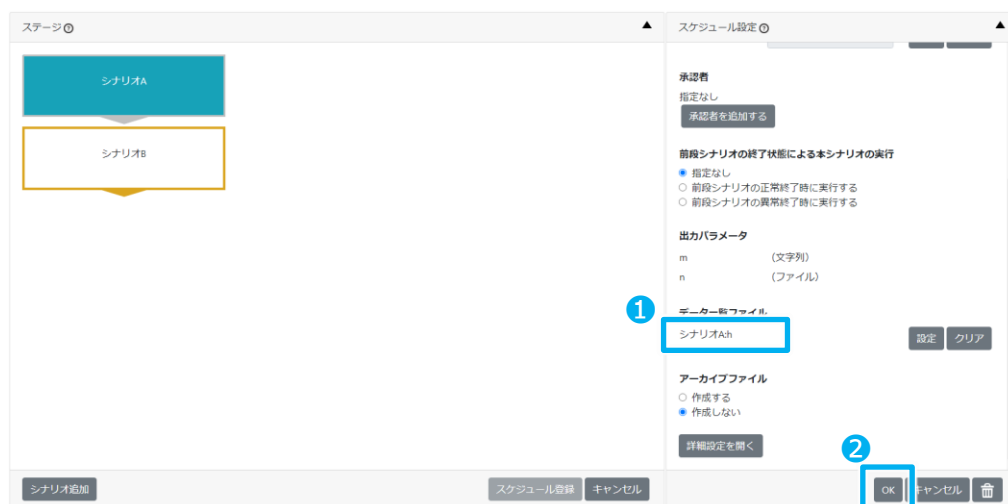 ステージ
シナリオA
シナリオB
シナリオ追加
スケジュール登録 キャンセル
スケジュール設定
承認者
指定なし
承認者を追加する
前段シナリオの終了状態による本シナリオの実行
指定なし
前段シナリオの正常終了時に実行する
前段シナリオの異常終了時に実行する
出力パラメータ
m (文字列)
n (ファイル)
1
データ一覧ファイル
シナリオA:h 設定 クリア
アーカイブファイル
作成する
作成しない
詳細設定を開く
2
OK キャンセル